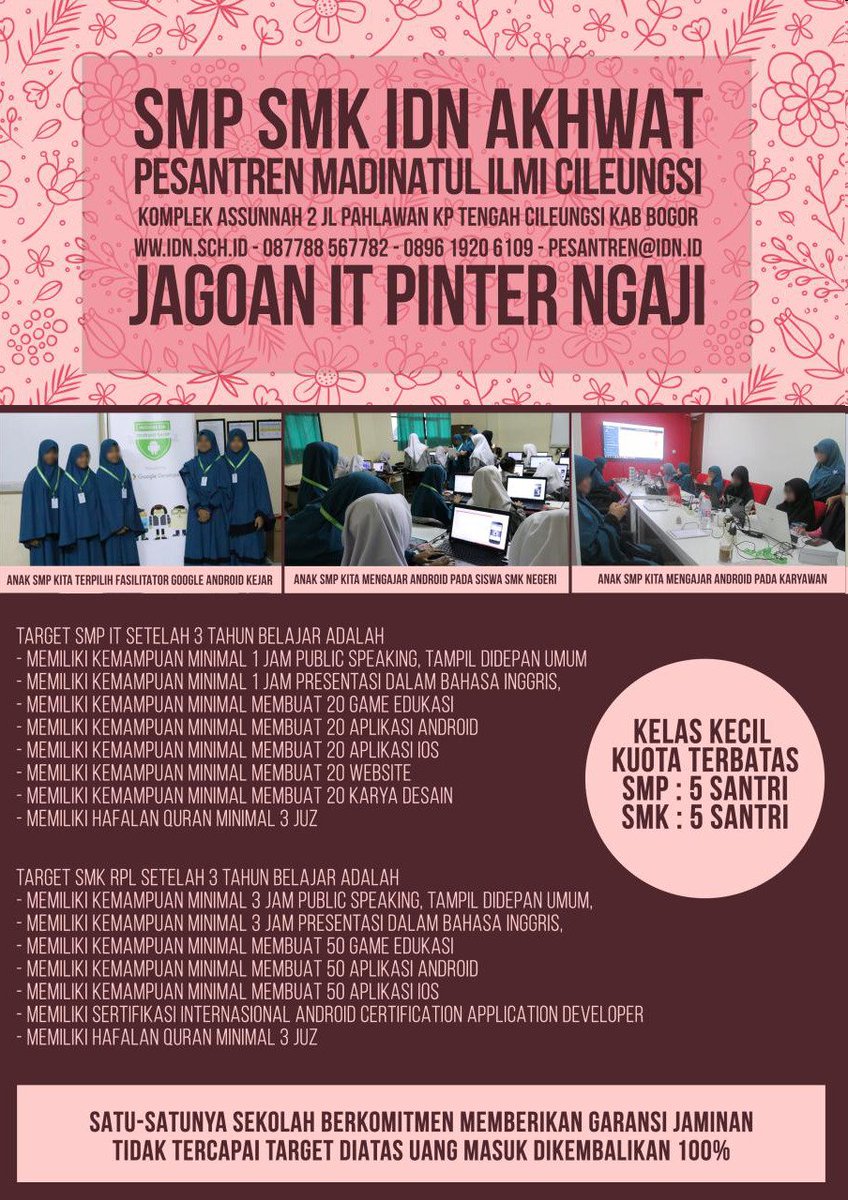 SMP SMK IDN AKHWAT
PESANTREN MADINATUL ILMI CILEUNGSI
KOMPLEK ASSUNNAH 2 JL PAHLAWAN KP TENGAH CILEUNGSI KAB BOGOR
WW.IDN.SCH.ID - 087788 567782 - 0896 1920 6109 - PESANTREN@IDN.ID
JAGOAN IT PINTER NGAJI
ANAK SMP KITA TERPILIH FASILITATOR GOOGLE ANDROID KEJAR
ANAK SMP KITA MENGAJAR ANDROID PADA SISWA SMK NEGERI
ANAK SMP KITA MENGAJAR ANDROID PADA KARYAWAN
TARGET SMP IT SETELAH 3 TAHUN BELAJAR ADALAH
- MEMILIKI KEMAMPUAN MINIMAL 1 JAM PUBLIC SPEAKING, TAMPIL DIDEPAN UMUM
- MEMILIKI KEMAMPUAN MINIMAL 1 JAM PRESENTASI DALAM BAHASA INGGRIS,
- MEMILIKI KEMAMPUAN MINIMAL MEMBUAT 20 GAME EDUKASI
- MEMILIKI KEMAMPUAN MINIMAL MEMBUAT 20 APLIKASI ANDROID
- MEMILIKI KEMAMPUAN MINIMAL MEMBUAT 20 APLIKASI IOS
- MEMILIKI KEMAMPUAN MINIMAL MEMBUAT 20 WEBSITE
- MEMILIKI KEMAMPUAN MINIMAL MEMBUAT 20 KARYA DESAIN
- MEMILIKI HAFALAN QURAN MINIMAL 3 JUZ
KELAS KECIL
KUOTA TERBATAS
SMP : 5 SANTRI
SMK : 5 SANTRI
TARGET SMK RPL SETELAH 3 TAHUN BELAJAR ADALAH
- MEMILIKI KEMAMPUAN MINIMAL 3 JAM PUBLIC SPEAKING, TAMPIL DIDEPAN UMUM,
- MEMILIKI KEMAMPUAN MINIMAL 3 JAM PRESENTASI DALAM BAHASA INGGRIS,
- MEMILIKI KEMAMPUAN MINIMAL MEMBUAT 50 GAME EDUKASI
- MEMILIKI KEMAMPUAN MINIMAL MEMBUAT 50 APLIKASI ANDROID
- MEMILIKI KEMAMPUAN MINIMAL MEMBUAT 50 APLIKASI IOS
- MEMILIKI SERTIFIKASI INTERNASIONAL ANDROID CERTIFICATION APPLICATION DEVELOPER
- MEMILIKI HAFALAN QURAN MINIMAL 3 JUZ
SATU-SATUNYA SEKOLAH BERKOMITMEN MEMBERIKAN GARANSI JAMINAN
TIDAK TERCAPAI TARGET DIATAS UANG MASUK DIKEMBALIKAN 100%